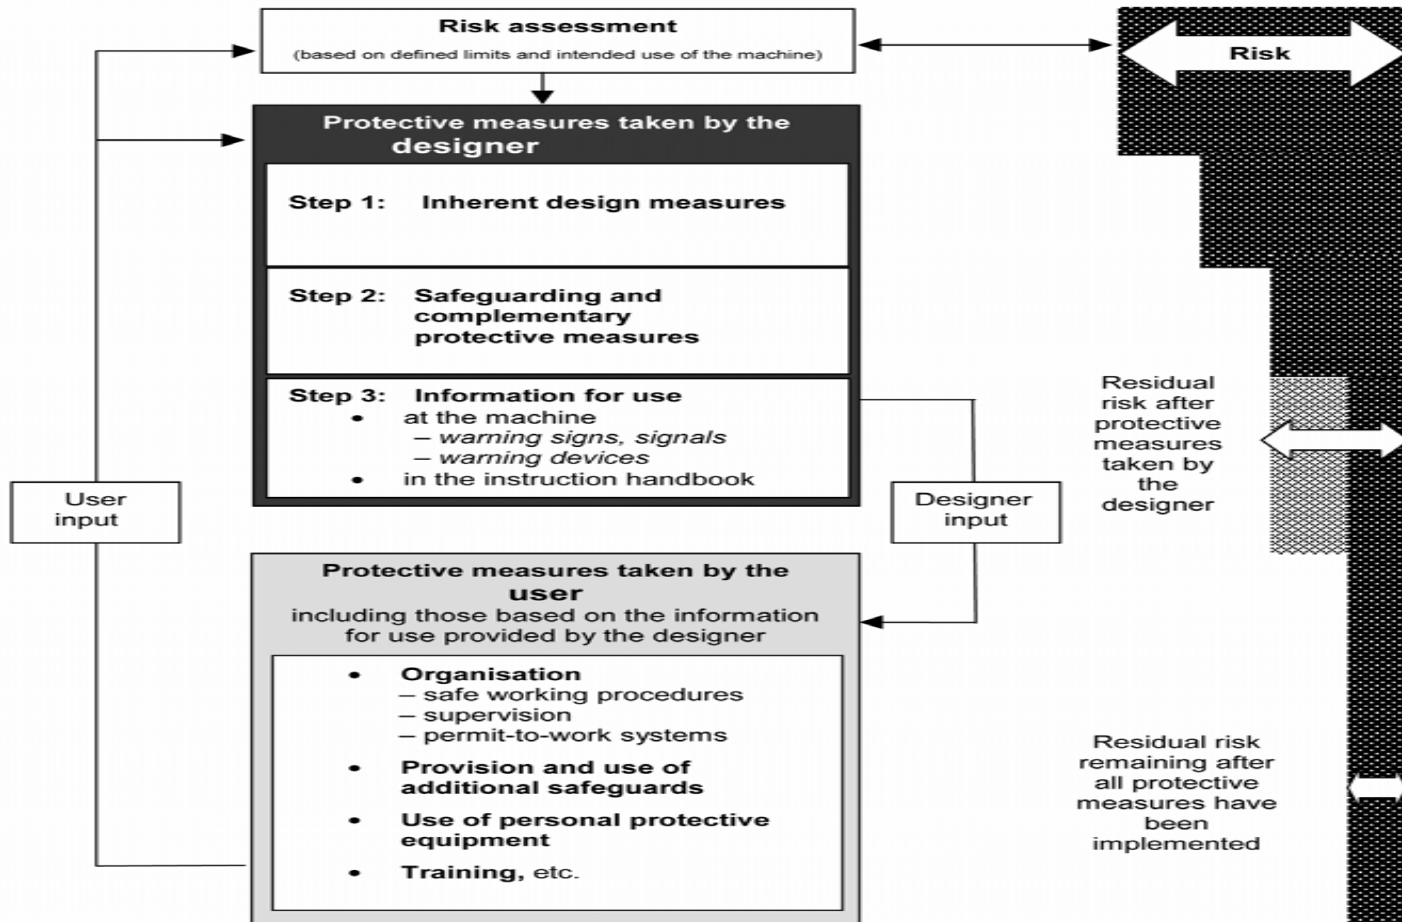 Risk assessment
(based on defined limits and intended use of the machine)
Risk
Protective measures taken by the
designer
Step 1: Inherent design measures
Step 2: Safeguarding and
complementary
protective measures
Step 3: Information for use
• at the machine
– warning signs, signals
– warning devices
• in the instruction handbook
User
input
Designer
input
Residual
risk after
protective
measures
taken by
the
designer
Protective measures taken by the
user
including those based on the information
for use provided by the designer
• Organisation
– safe working procedures
– supervision
– permit-to-work systems
• Provision and use of
additional safeguards
• Use of personal protective
equipment
• Training, etc.
Residual risk
remaining after
all protective
measures have
been
implemented